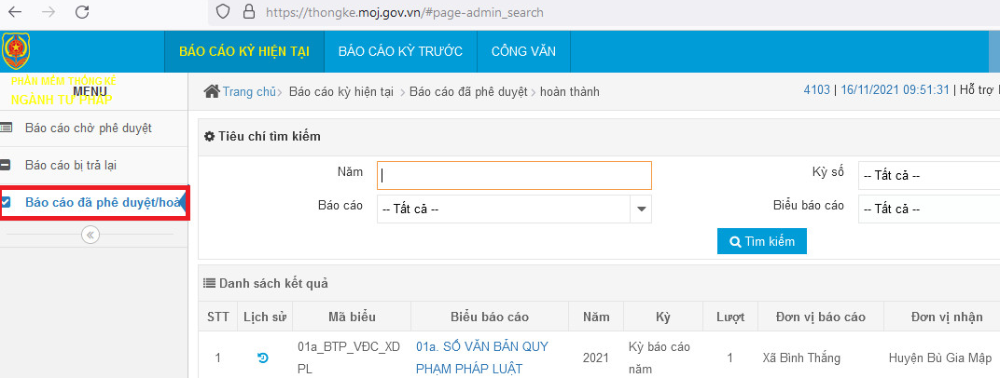 https://thongke.moj.gov.vn/#page-admin_search
BÁO CÁO KỲ HIỆN TẠI BÁO CÁO KỲ TRƯỚC CÔNG VĂN
PHẦN MỀM THỐNG KÊ
MENU
NGÀNH TƯ PHÁP
Trang chủ › Báo cáo kỳ hiện tại › Báo cáo đã phê duyệt › hoàn thành
4103 | 16/11/2021 09:51:31 | Hỗ trợ
Báo cáo chờ phê duyệt
Báo cáo bị trả lại
Báo cáo đã phê duyệt/hoà
Tiêu chí tìm kiếm
Năm Kỳ số -- Tất cả --
Báo cáo -- Tất cả -- Biểu báo cáo -- Tất cả --
Tìm kiếm
Danh sách kết quả
STT Lịch sử Mã biểu Biểu báo cáo Năm Kỳ Lượt Đơn vị báo cáo Đơn vị nhận
1 01a_BTP_VĐC_XD 01a. SỐ VĂN BẢN QUY 2021 Kỳ báo cáo 1 Xã Bình Thắng Huyện Bù Gia Mập
PL PHẠM PHÁP LUẬT năm